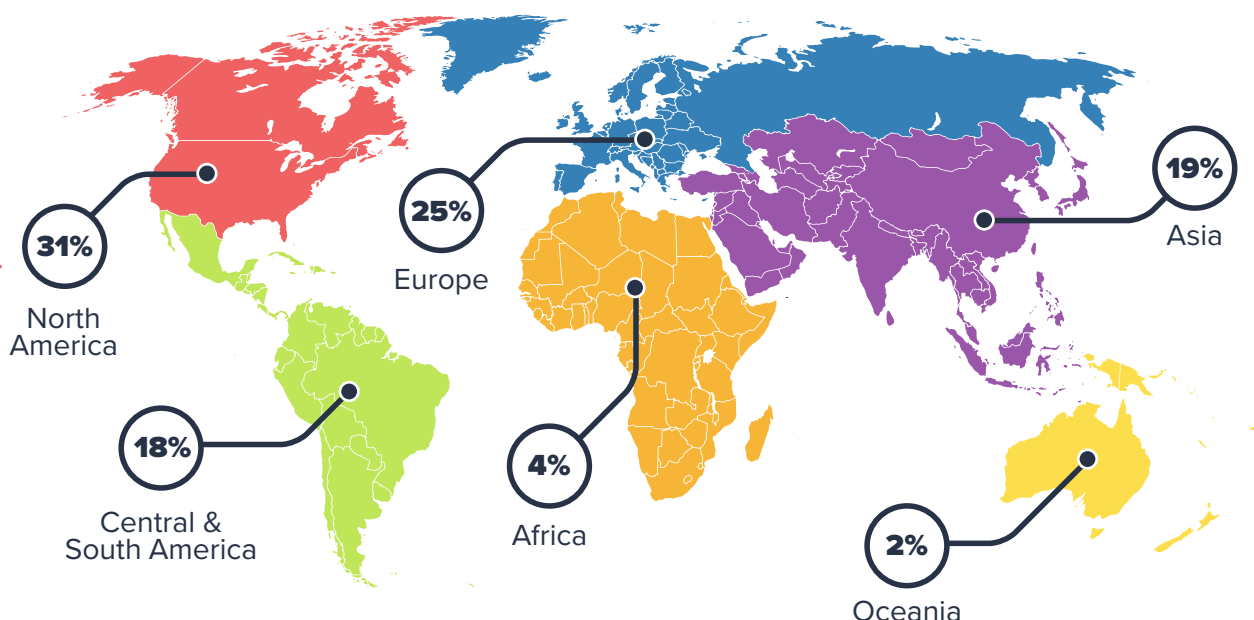 31%
North
America
25%
Europe
19%
Asia
18%
Central &
South America
4%
Africa
2%
Oceania